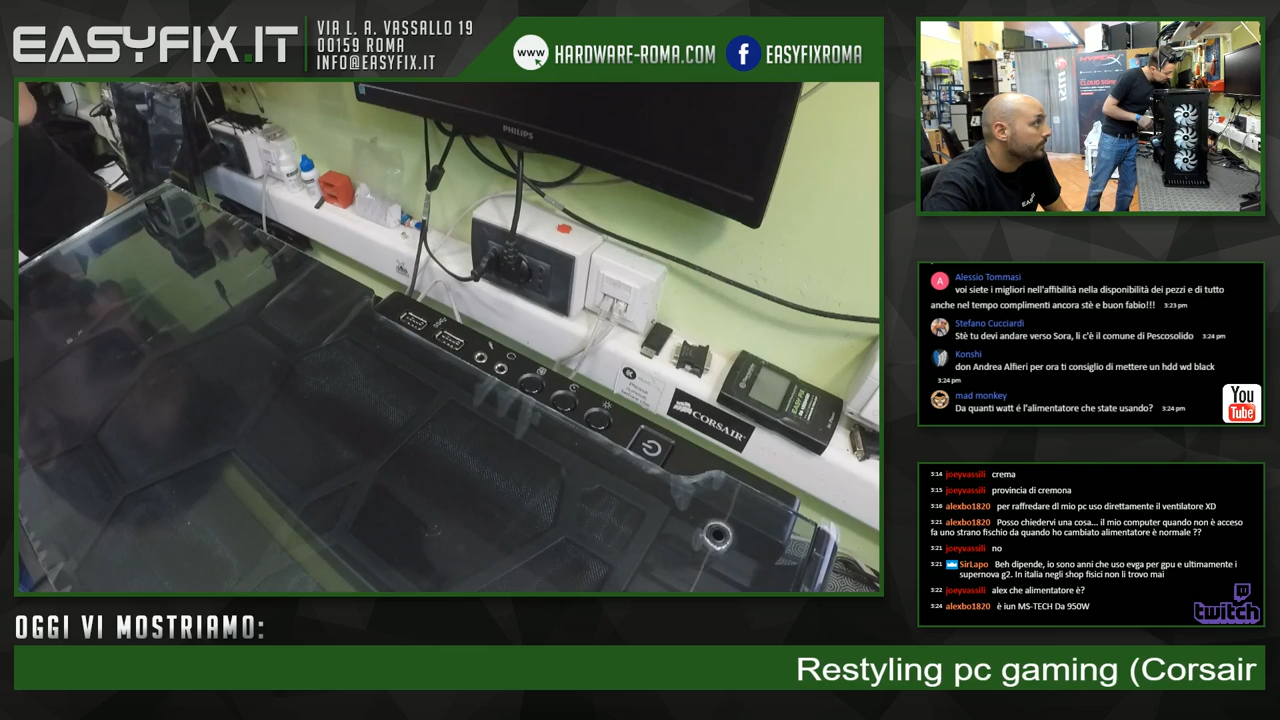 EASYFIX.IT
VIA L. A. VASSALLO 19
00159 ROMA
INFO@EASYFIX.IT
WWW
HARDWARE-ROMA.COM
f EASYFIXROMA
PHILIPS
CORSAIR
msi
HYPERX
Alessio Tommasi
voi siete i migliori nell'affibilità nella disponibilità dei pezzi e di tutto
anche nel tempo complimenti ancora stè e buon fabio!!! 3:23 pm
Stefano Cucciardi
Stè tu devi andare verso Sora, li c'è il comune di Pescosolido 3:24 pm
Konshi
don Andrea Alfieri per ora ti consiglio di mettere un hdd wd black
3:24 pm
mad monkey
Da quanti watt é l'alimentatore che state usando? 3:24 pm
You
Tube
3:14 joeyvassili crema
3:15 joeyvassili provincia di cremona
3:16 alexbo1820 per raffredare dl mio pc uso direttamente il ventilatore XD
3:21 alexbo1820 Posso chiedervi una cosa... il mio computer quando non è acceso
fa uno strano fischio da quando ho cambiato alimentatore è normale ??
3:21 joeyvassili no
3:21 SirLapo Beh dipende, io sono anni che uso evga per gpu e ultimamente i
supernova g2. In italia negli shop fisici non li trovo mai
3:22 joeyvassili alex che alimentatore è?
3:24 alexbo1820 è iun MS-TECH Da 950W
twitch
OGGI VI MOSTRIAMO:
Restyling pc gaming (Corsair